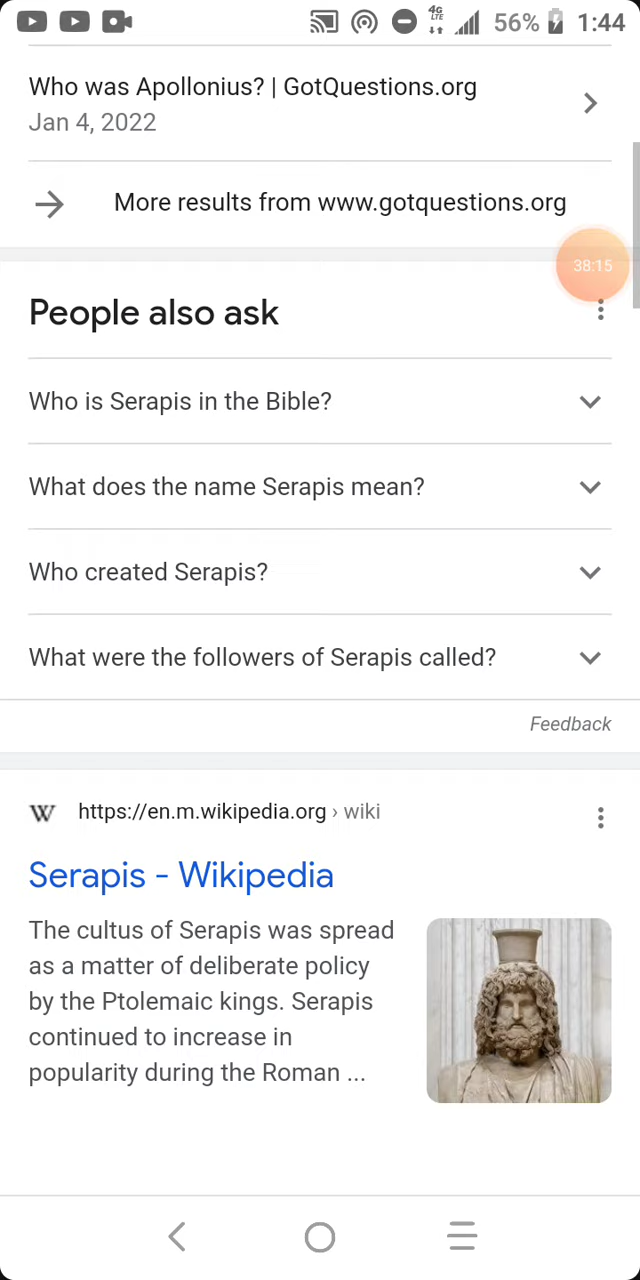 4G
LTE
56%
1:44
Who was Apollonius? | GotQuestions.org
Jan 4, 2022
More results from www.gotquestions.org
38:15
People also ask
Who is Serapis in the Bible?
What does the name Serapis mean?
Who created Serapis?
What were the followers of Serapis called?
Feedback
W https://en.m.wikipedia.org › wiki
Serapis - Wikipedia
The cultus of Serapis was spread
as a matter of deliberate policy
by the Ptolemaic kings. Serapis
continued to increase in
popularity during the Roman ...